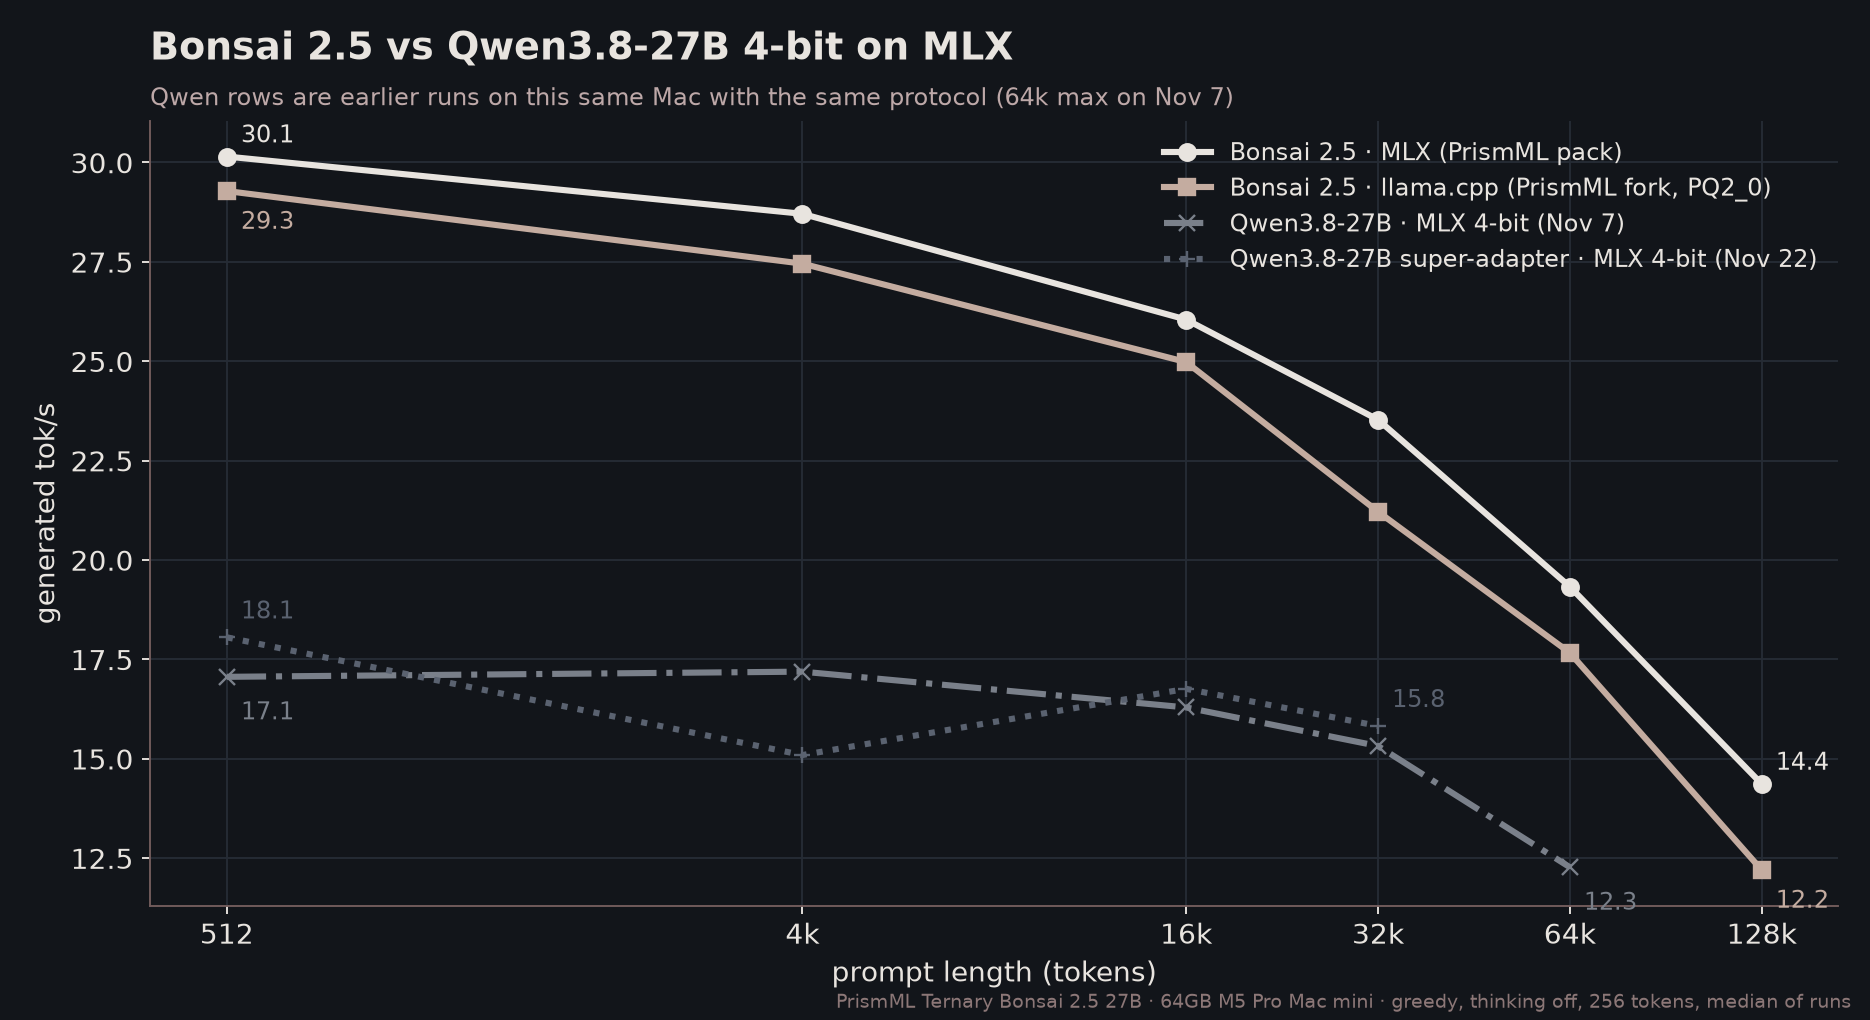 Bonsai 2.5 vs Qwen3.8-27B 4-bit on MLX
Qwen rows are earlier runs on this same Mac with the same protocol (64k max on Nov 7)
Bonsai 2.5 · MLX (PrismML pack)
Bonsai 2.5 · llama.cpp (PrismML fork, PQ2_0)
Qwen3.8-27B · MLX 4-bit (Nov 7)
Qwen3.8-27B super-adapter · MLX 4-bit (Nov 22)
generated tok/s
30.0
27.5
25.0
22.5
20.0
17.5
15.0
12.5
30.1
29.3
18.1
17.1
15.8
14.4
12.3
12.2
512
4k
16k
32k
64k
128k
prompt length (tokens)
PrismML Ternary Bonsai 2.5 27B · 64GB M5 Pro Mac mini · greedy, thinking off, 256 tokens, median of runs